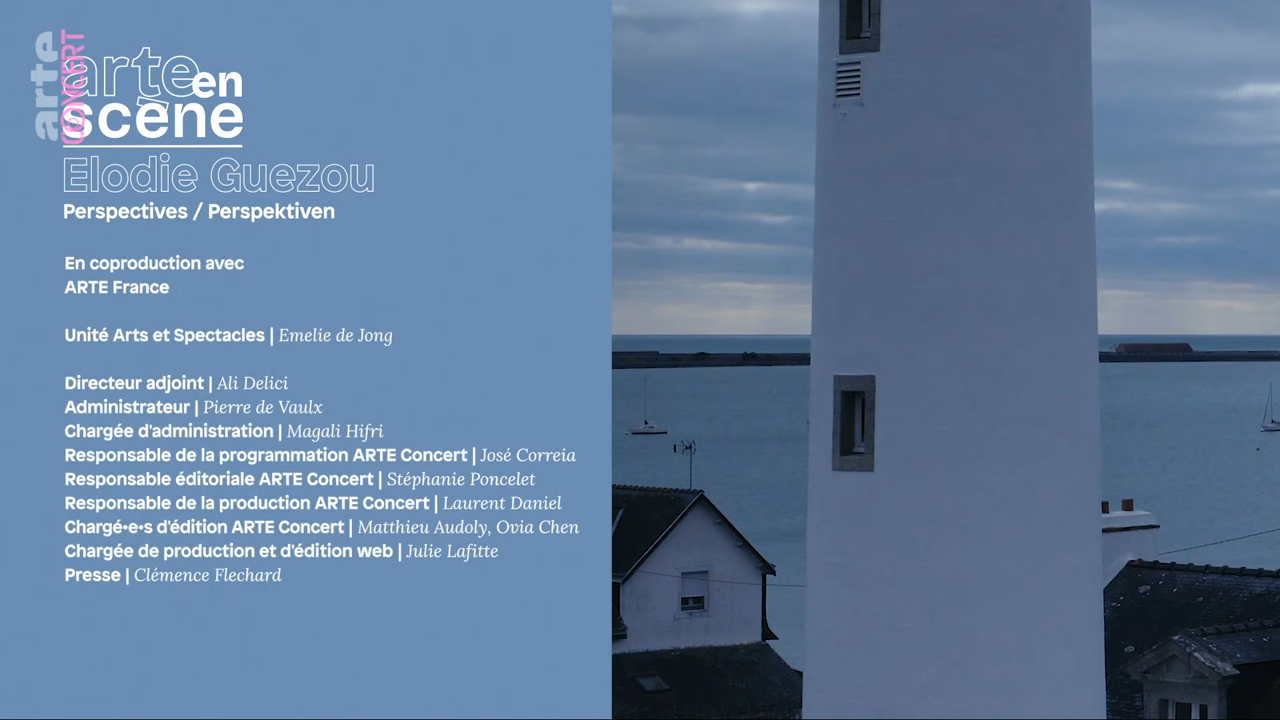 arte
CONCERT
arte en
scène
Elodie Guezou
Perspectives / Perspektiven
En coproduction avec
ARTE France
Unité Arts et Spectacles | Emelie de Jong
Directeur adjoint | Ali Delici
Administrateur | Pierre de Vaulx
Chargée d'administration | Magali Hifri
Responsable de la programmation ARTE Concert | José Correia
Responsable éditoriale ARTE Concert | Stéphanie Poncelet
Responsable de la production ARTE Concert | Laurent Daniel
Chargé•e•s d'édition ARTE Concert | Matthieu Audoly, Ovia Chen
Chargée de production et d'édition web | Julie Lafitte
Presse | Clémence Flechard